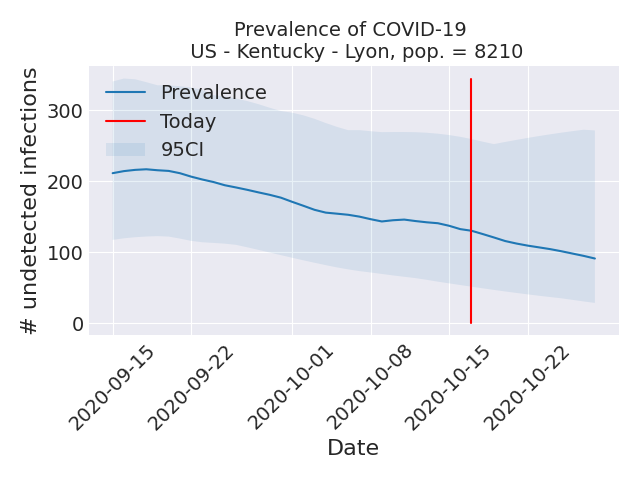 Prevalence of COVID-19
US - Kentucky - Lyon, pop. = 8210
# undetected infections
300
200
100
0
Prevalence
Today
95CI
2020-09-15
2020-09-22
2020-10-01
2020-10-08
2020-10-15
2020-10-22
Date